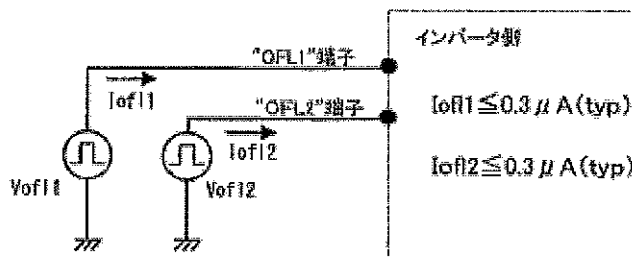 インバータ側
"OFL1"端子
Iofl1
Iofl1≦0.3μA(typ)
"OFL2"端子
Iofl2
Iofl2≦0.3μA(typ)
Vofl1
Vofl2